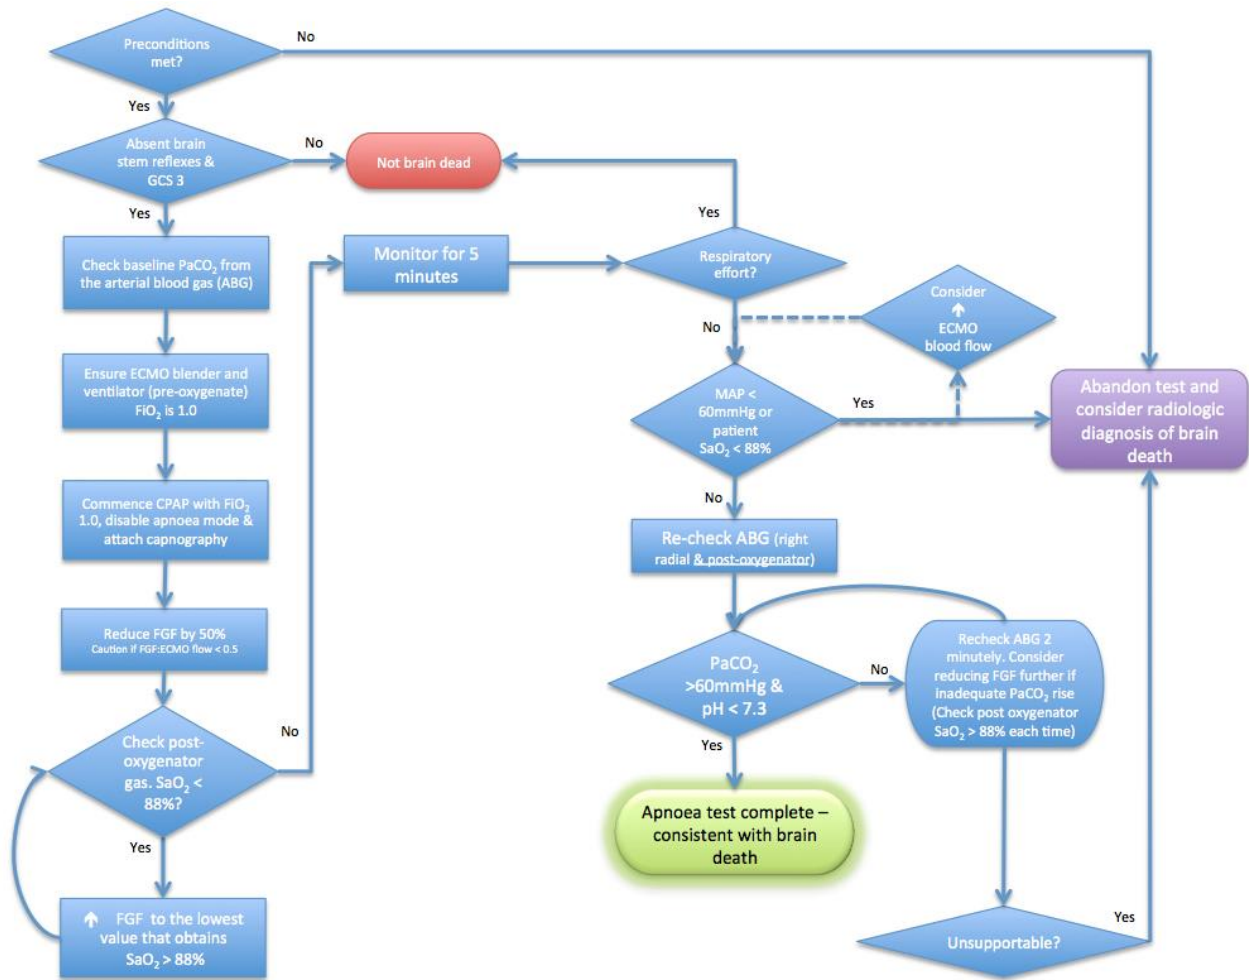 Preconditions
met?
No
Yes
Absent brain
stem reflexes &
GCS 3
No
Not brain dead
Yes
Check baseline PaCO2 from
the arterial blood gas (ABG)
Ensure ECMO blender and
ventilator (pre-oxygenate)
FiO2 is 1.0
Commence CPAP with FiO2
1.0, disable apnoea mode &
attach capnography
Reduce FGF by 50%
Caution if FGF:ECMO flow < 0.5
Check post-
oxygenator
gas. SaO2 <
88%?
No
Yes
↑ FGF to the lowest
value that obtains
SaO2 > 88%
Monitor for 5
minutes
Respiratory
effort?
Yes
No
Consider
↑
ECMO
blood flow
MAP <
60mmHg or
patient
SaO2 < 88%
Yes
No
Abandon test and
consider radiologic
diagnosis of brain
death
Re-check ABG (right
radial & post-oxygenator)
PaCO2
>60mmHg &
pH < 7.3
No
Yes
Recheck ABG 2
minutely. Consider
reducing FGF further if
inadequate PaCO2 rise
(Check post oxygenator
SaO2 > 88% each time)
Apnoea test complete –
consistent with brain
death
Unsupportable?
Yes